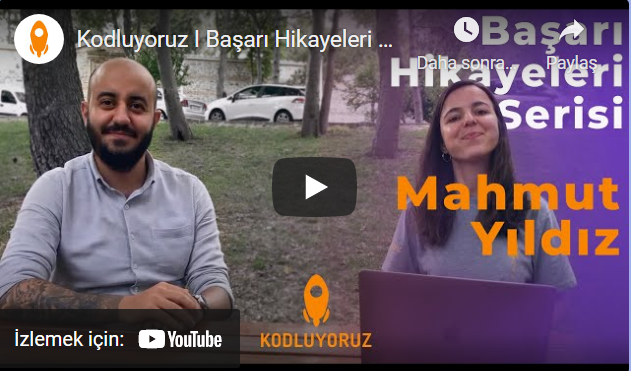 Kodluyoruz I Başarı Hikayeleri ...
Daha sonra...
Paylaş
Başarı
Hikayeleri
Serisi
Mahmut
Yıldız
KODLUYORUZ
İzlemek için: YouTube